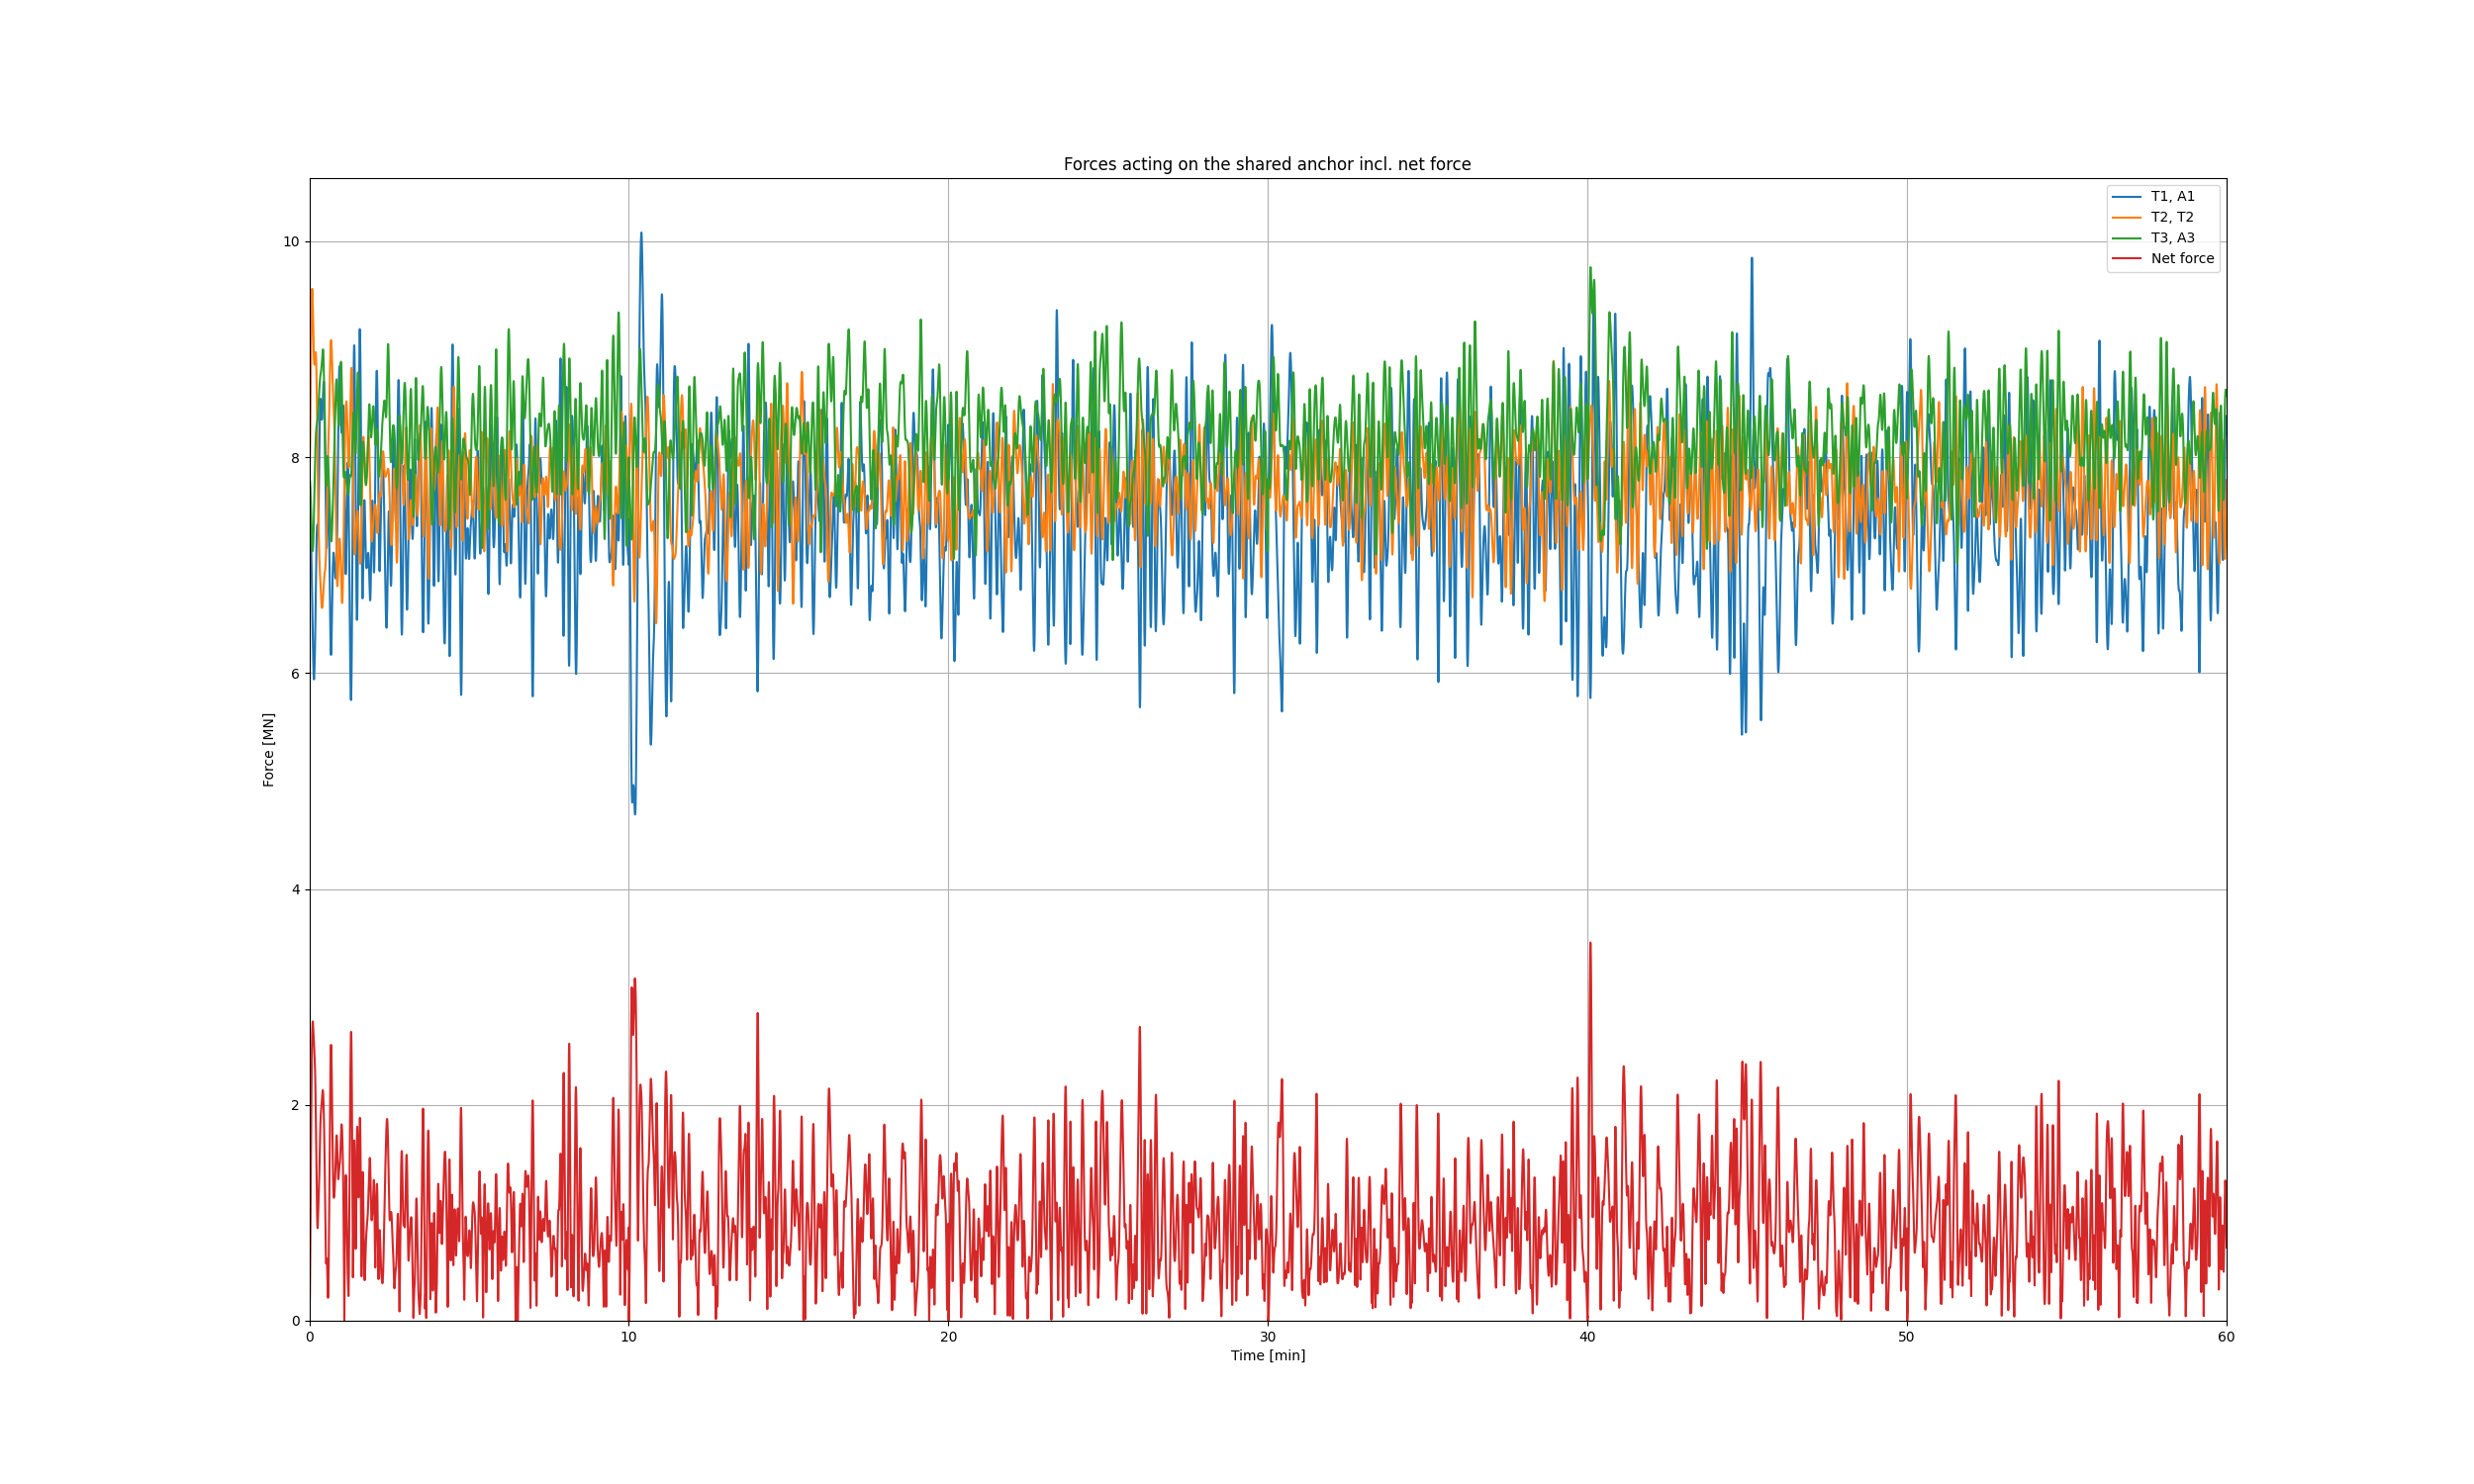 Forces acting on the shared anchor incl. net force
T1, A1
T2, T2
T3, A3
Net force
Force [MN]
10
8
6
4
2
0
0 10 20 30 40 50 60
Time [min]